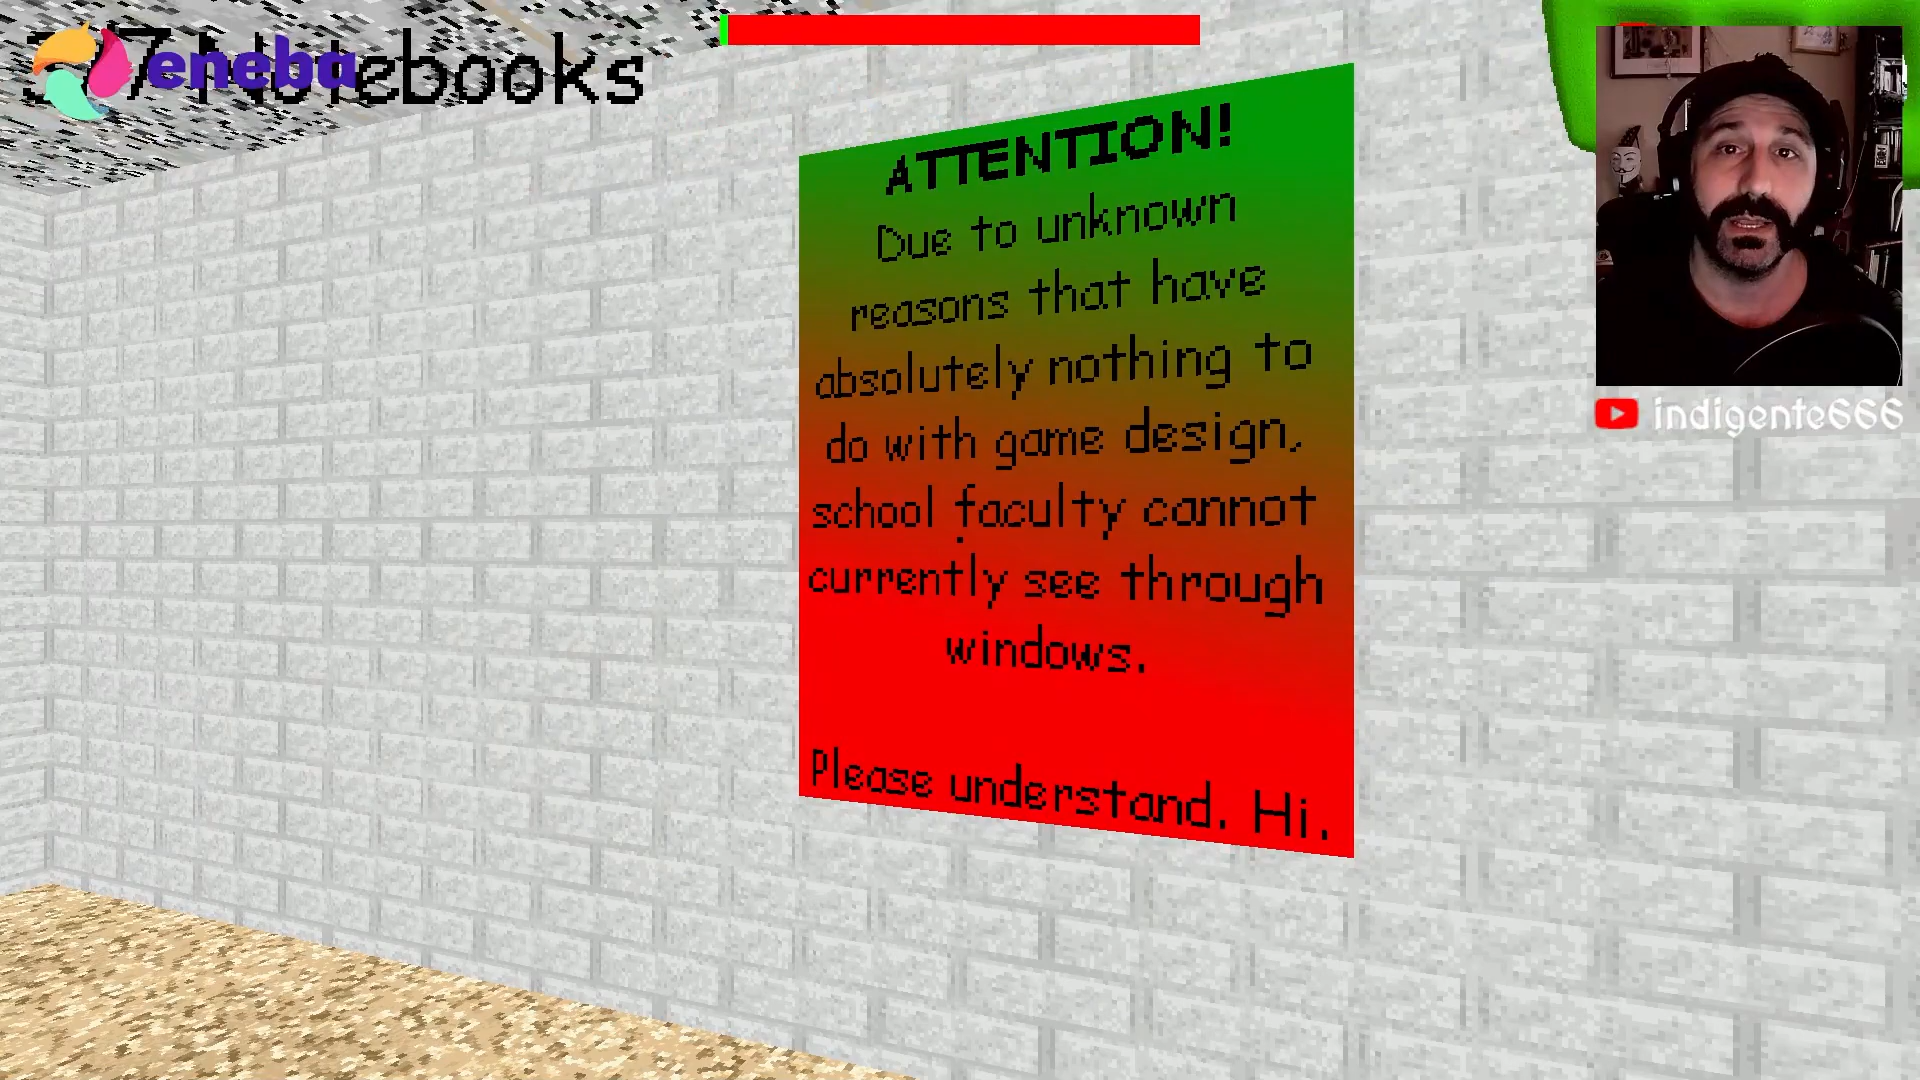 eneba
Notebooks
ATTENTION!
Due to unknown
reasons that have
absolutely nothing to
do with game design,
school faculty cannot
currently see through
windows.
Please understand. Hi.
indigente666